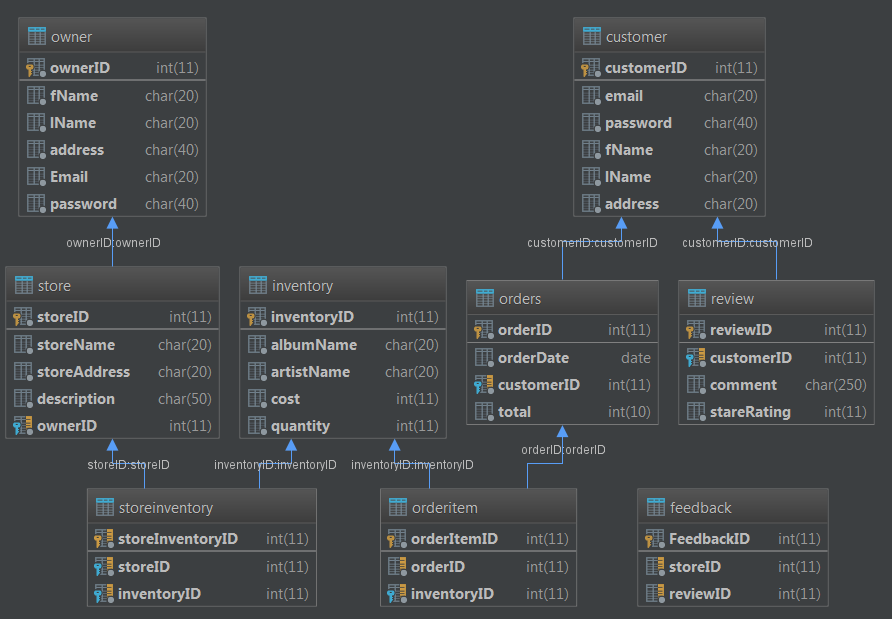 owner
ownerID int(11)
fName char(20)
lName char(20)
address char(40)
Email char(20)
password char(40)
customer
customerID int(11)
email char(20)
password char(40)
fName char(20)
lName char(20)
address char(20)
ownerID:ownerID
customerID:customerID
customerID:customerID
store
storeID int(11)
storeName char(20)
storeAddress char(20)
description char(50)
ownerID int(11)
inventory
inventoryID int(11)
albumName char(20)
artistName char(20)
cost int(11)
quantity int(11)
orders
orderID int(11)
orderDate date
customerID int(11)
total int(10)
review
reviewID int(11)
customerID int(11)
comment char(250)
stareRating int(11)
storeID:storeID
inventoryID:inventoryID
inventoryID:inventoryID
orderID:orderID
storeinventory
storeInventoryID int(11)
storeID int(11)
inventoryID int(11)
orderitem
orderItemID int(11)
orderID int(11)
inventoryID int(11)
feedback
FeedbackID int(11)
storeID int(11)
reviewID int(11)